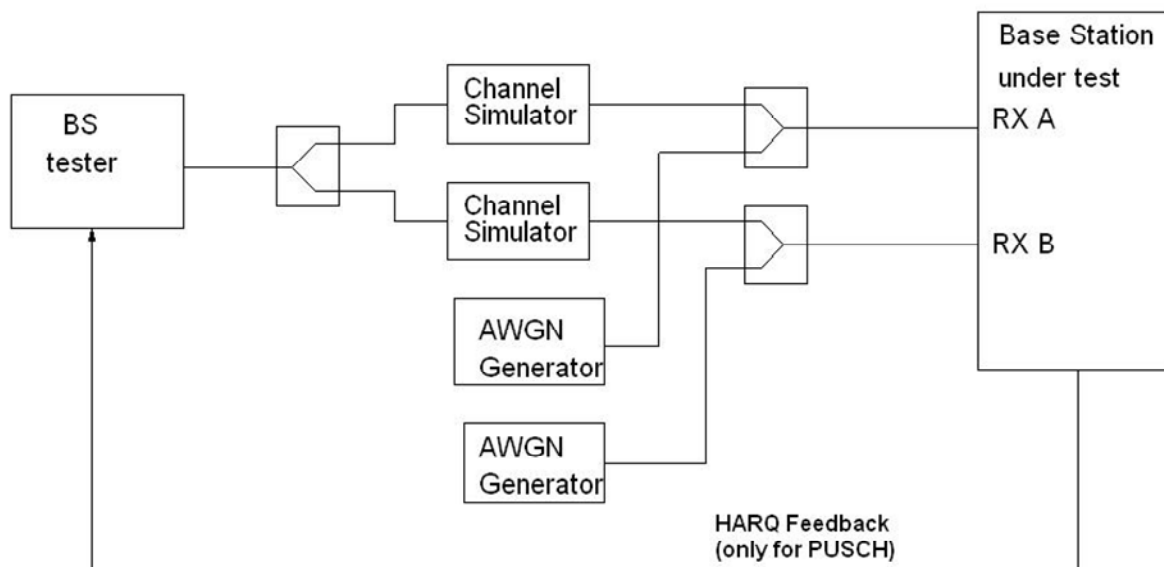 BS
tester
Channel
Simulator
Channel
Simulator
AWGN
Generator
AWGN
Generator
Base Station
under test
RX A
RX B
HARQ Feedback
(only for PUSCH)